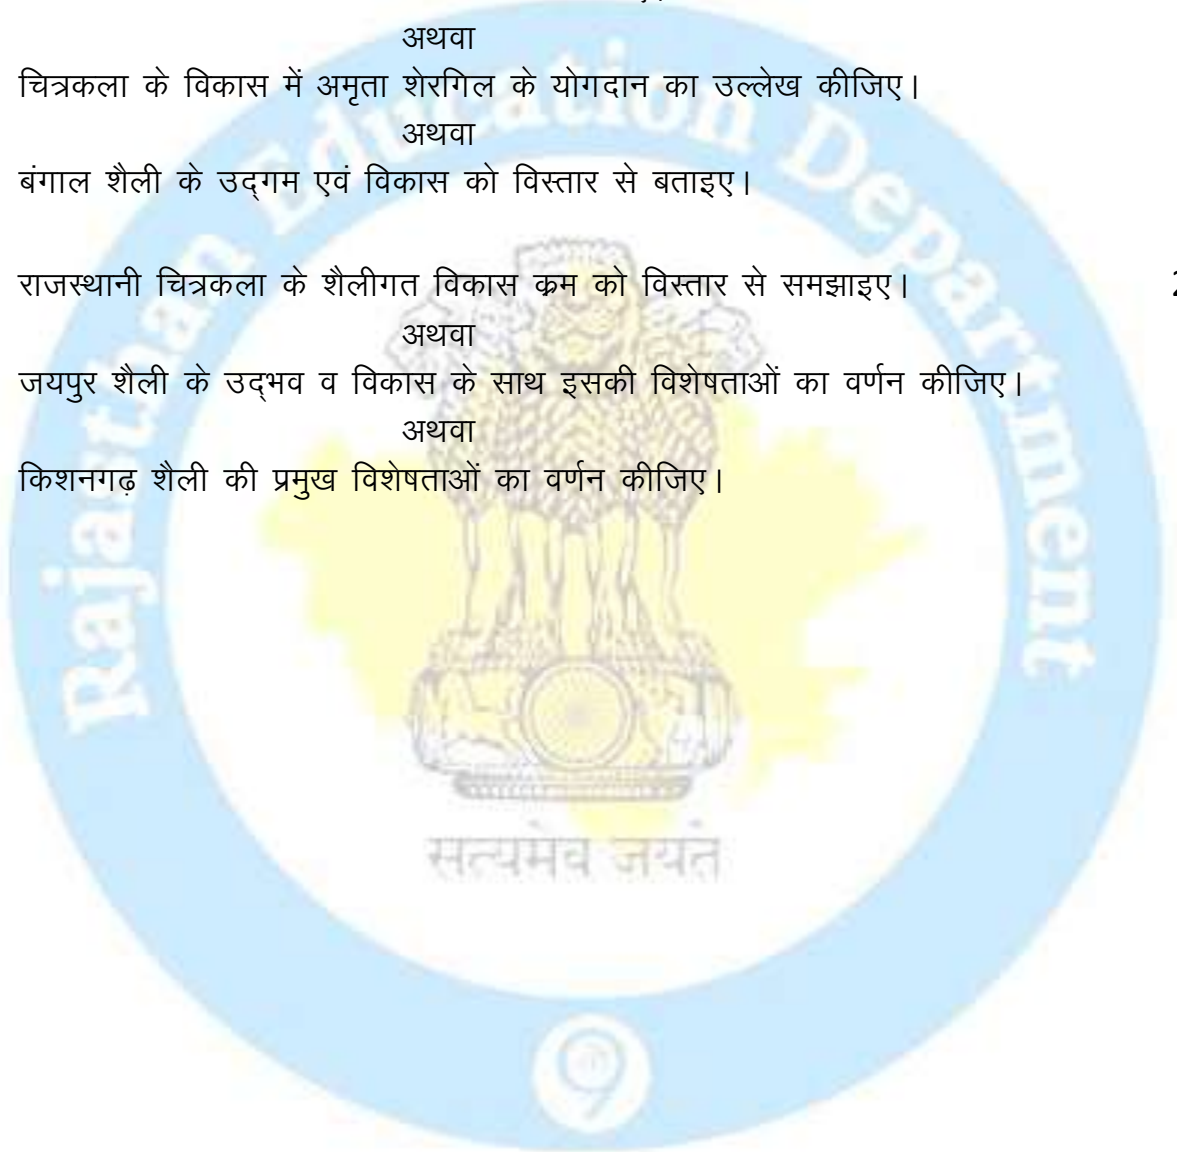 अथवा
चित्रकला के विकास में अमृता शेरगिल के योगदान का उल्लेख कीजिए।
अथवा
बंगाल शैली के उद्गम एवं विकास को विस्तार से बताइए।
राजस्थानी चित्रकला के शैलीगत विकास क्रम को विस्तार से समझाइए।
अथवा
जयपुर शैली के उद्भव व विकास के साथ इसकी विशेषताओं का वर्णन कीजिए।
अथवा
किशनगढ़ शैली की प्रमुख विशेषताओं का वर्णन कीजिए।
Rajasthan Education Department
सत्यमेव जयते